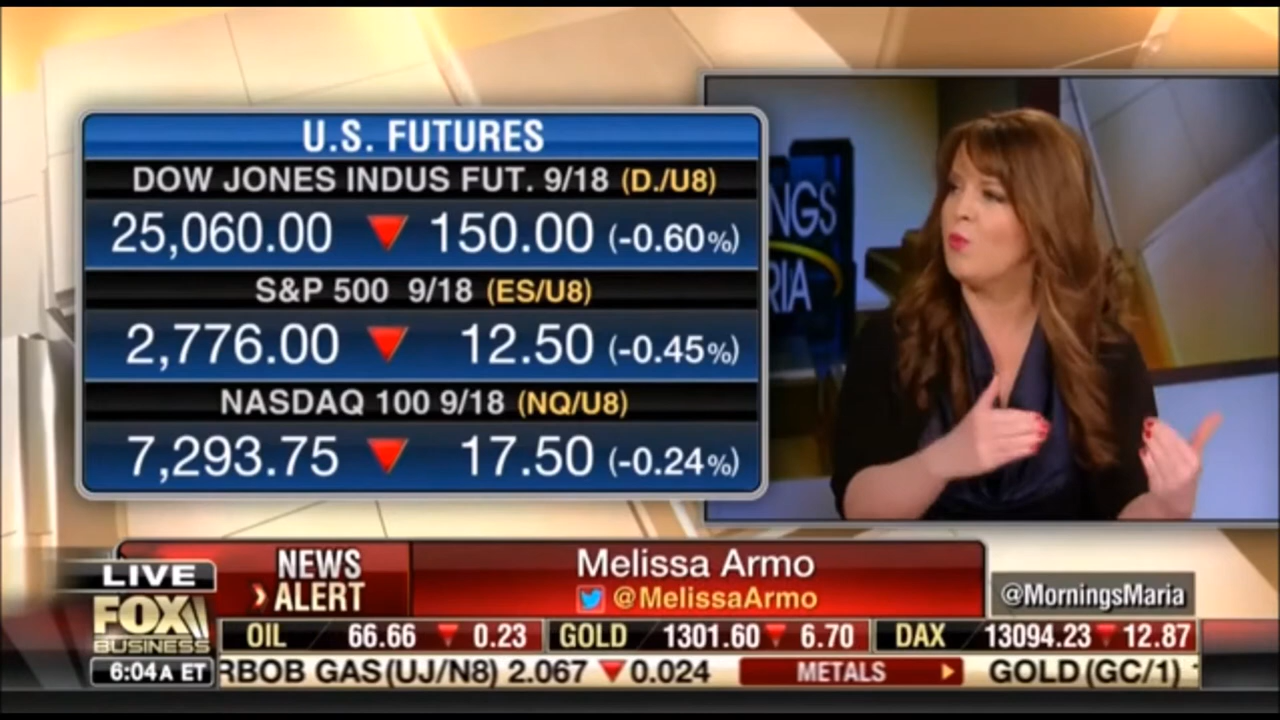 U.S. FUTURES
DOW JONES INDUS FUT. 9/18 (D./U8)
25,060.00 ▼ 150.00 (-0.60%)
S&P 500 9/18 (ES/U8)
2,776.00 ▼ 12.50 (-0.45%)
NASDAQ 100 9/18 (NQ/U8)
7,293.75 ▼ 17.50 (-0.24%)
NGS
RIA
NEWS
ALERT
Melissa Armo
@MelissaArmo
@MorningsMaria
LIVE
FOX
BUSINESS
6:04A ET
OIL 66.66 ▼ 0.23 GOLD 1301.60 ▼ 6.70 DAX 13094.23 ▼ 12.87
RBOB GAS(UJ/N8) 2.067 ▼0.024 METALS GOLD(GC/1)